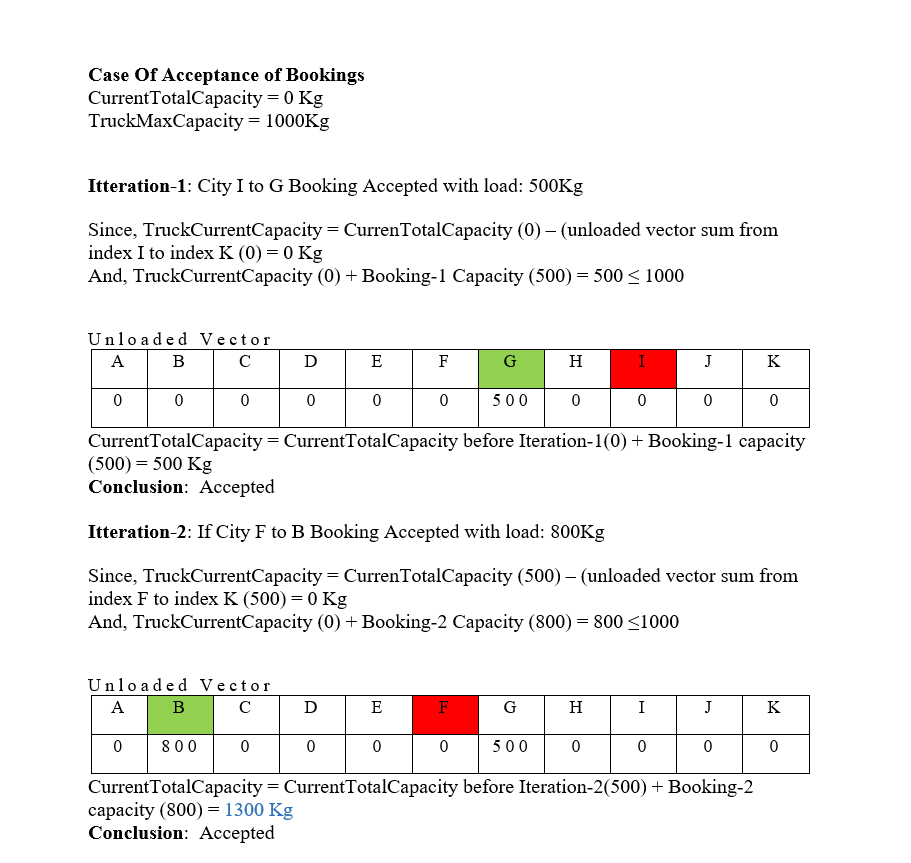 Case Of Acceptance of Bookings
CurrentTotalCapacity = 0 Kg
TruckMaxCapacity = 1000Kg
Itteration-1: City I to G Booking Accepted with load: 500Kg
Since, TruckCurrentCapacity = CurrenTotalCapacity (0) – (unloaded vector sum from
index I to index K (0) = 0 Kg
And, TruckCurrentCapacity (0) + Booking-1 Capacity (500) = 500 ≤ 1000
Unloaded Vector
A B C D E F G H I J K
0 0 0 0 0 0 500 0 0 0 0
CurrentTotalCapacity = CurrentTotalCapacity before Iteration-1(0) + Booking-1 capacity
(500) = 500 Kg
Conclusion: Accepted
Itteration-2: If City F to B Booking Accepted with load: 800Kg
Since, TruckCurrentCapacity = CurrenTotalCapacity (500) – (unloaded vector sum from
index F to index K (500) = 0 Kg
And, TruckCurrentCapacity (0) + Booking-2 Capacity (800) = 800 ≤1000
Unloaded Vector
A B C D E F G H I J K
0 800 0 0 0 0 500 0 0 0 0
CurrentTotalCapacity = CurrentTotalCapacity before Iteration-2(500) + Booking-2
capacity (800) = 1300 Kg
Conclusion: Accepted